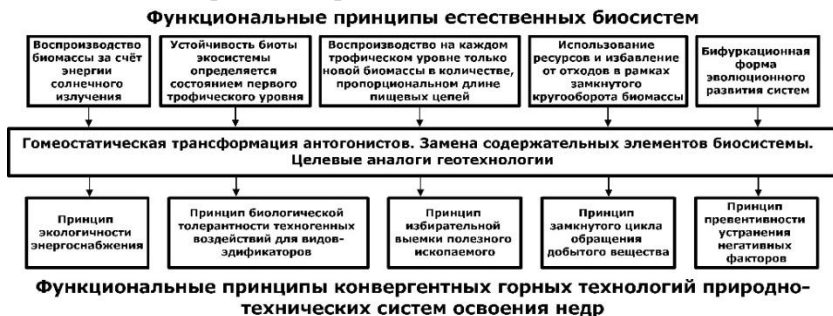 Функциональные принципы естественных биосистем
Воспроизводство
биомассы за счёт
энергии
солнечного
излучения
Устойчивость биоты
экосистемы
определяется
состоянием первого
трофического уровня
Воспроизводство на каждом
трофическом уровне только
новой биомассы в количестве,
пропорциональном длине
пищевых цепей
Использование
ресурсов и избавление
от отходов в рамках
замкнутого
кругооборота биомассы
Бифуркационная
форма
эволюционного
развития систем
Гомеостатическая трансформация антогонистов. Замена содержательных элементов биосистемы.
Целевые аналоги геотехнологии
Принцип
экологичности
энергоснабжения
Принцип биологической
толерантности техногенных
воздействий для видов-
эдификаторов
Принцип
избирательной
выемки полезного
ископаемого
Принцип
замкнутого цикла
обращения
добытого вещества
Принцип
превентивности
устранения
негативных
факторов
Функциональные принципы конвергентных горных технологий природно-
технических систем освоения недр